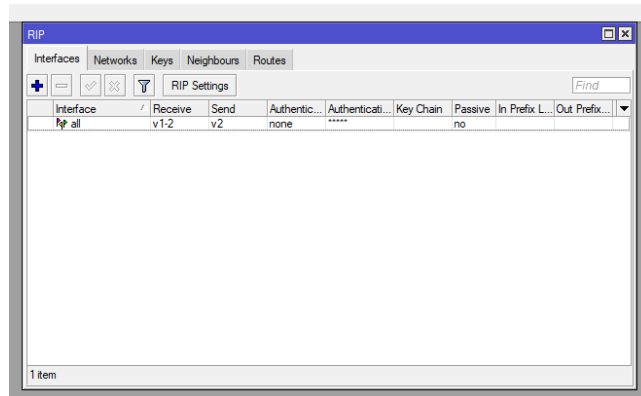 RIP
Interfaces Networks Keys Neighbours Routes
RIP Settings Find
Interface Receive Send Authentic... Authenticati... Key Chain Passive In Prefix L... Out Prefix...
all v1-2 v2 none ***** no
1 item